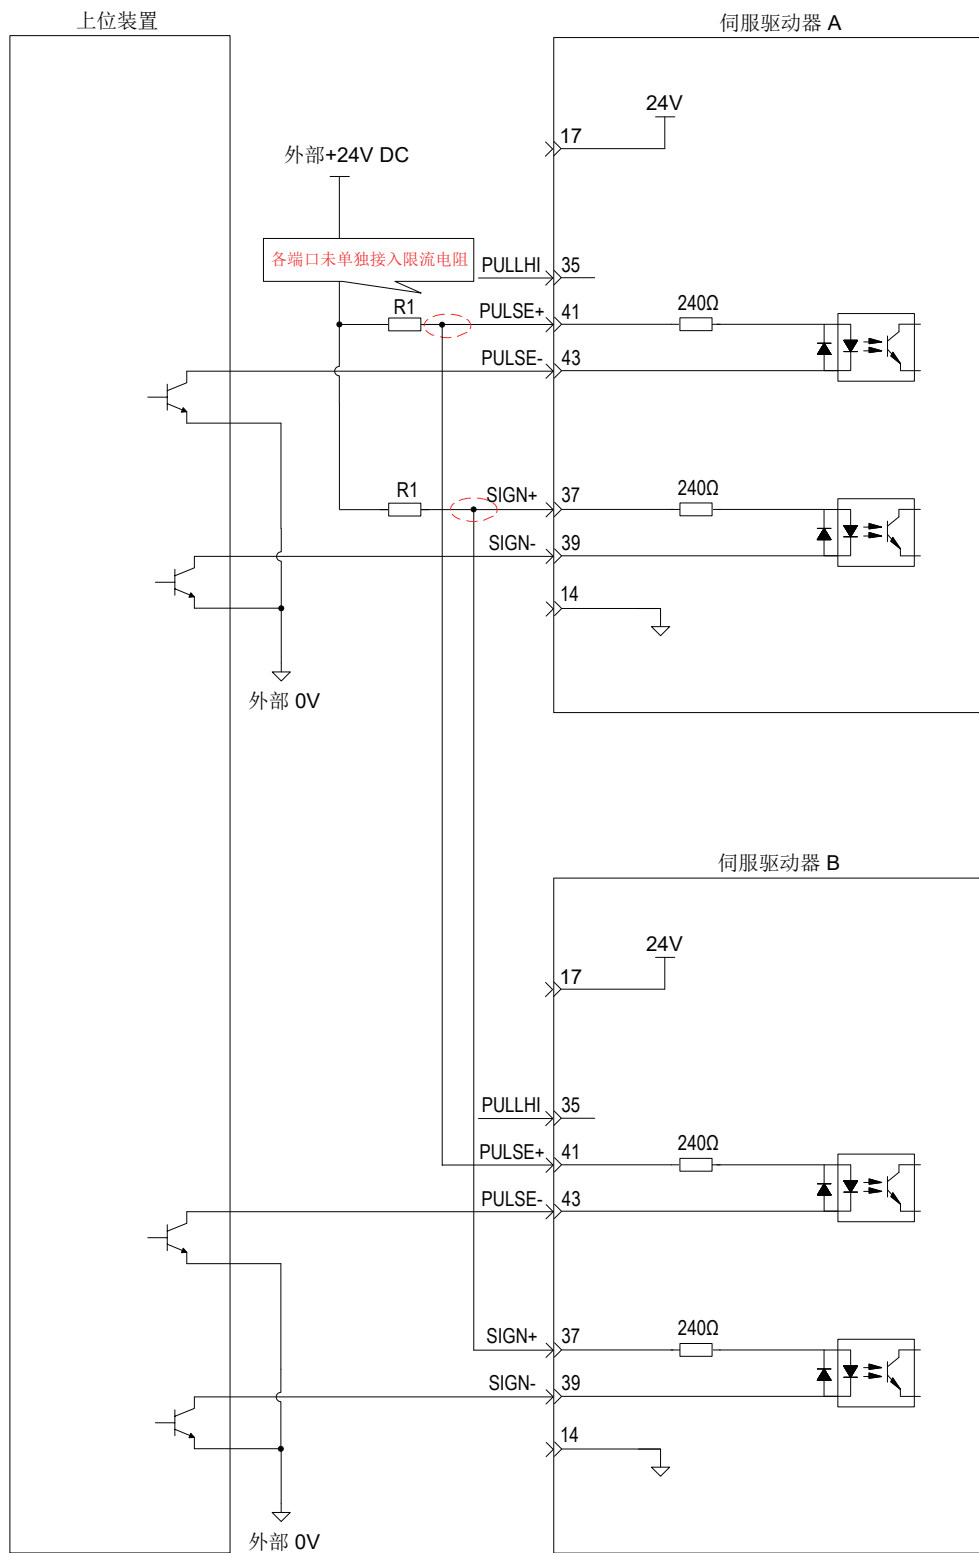 上位装置
伺服驱动器 A
24V
17
外部+24V DC
各端口未单独接入限流电阻
PULLHI
35
R1
PULSE+
41
240Ω
PULSE-
43
R1
SIGN+
37
240Ω
SIGN-
39
14
外部 0V
伺服驱动器 B
24V
17
PULLHI
35
PULSE+
41
240Ω
PULSE-
43
SIGN+
37
240Ω
SIGN-
39
14
外部 0V